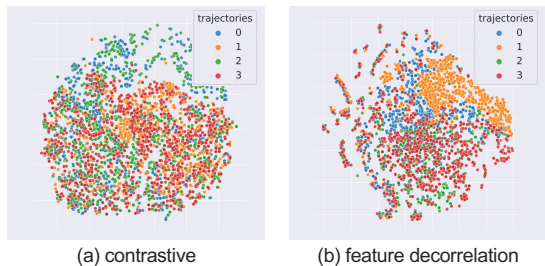 trajectories
0
1
2
3
(a) contrastive
trajectories
0
1
2
3
(b) feature decorrelation